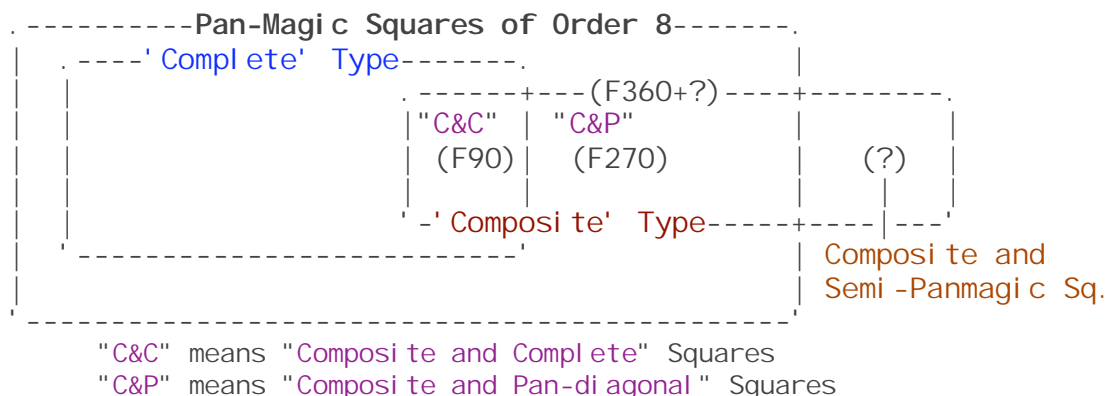 .----------Pan-Magic Squares of Order 8-------.
|  .----'Complete' Type-------.                |
|  |                   .------+---(F360+?)----+--------.
|  |                   |"C&C" | "C&P"         |        |
|  |                   | (F90)|  (F270)       |   (?)  |
|  |                   |      |               |    |   |
|  |                   '-'Composite' Type-----+----|---'
|  '--------------------------'               | Composite and
|                                             | Semi-Panmagic Sq.
'---------------------------------------------'
"C&C" means "Composite and Complete" Squares
"C&P" means "Composite and Pan-diagonal" Squares